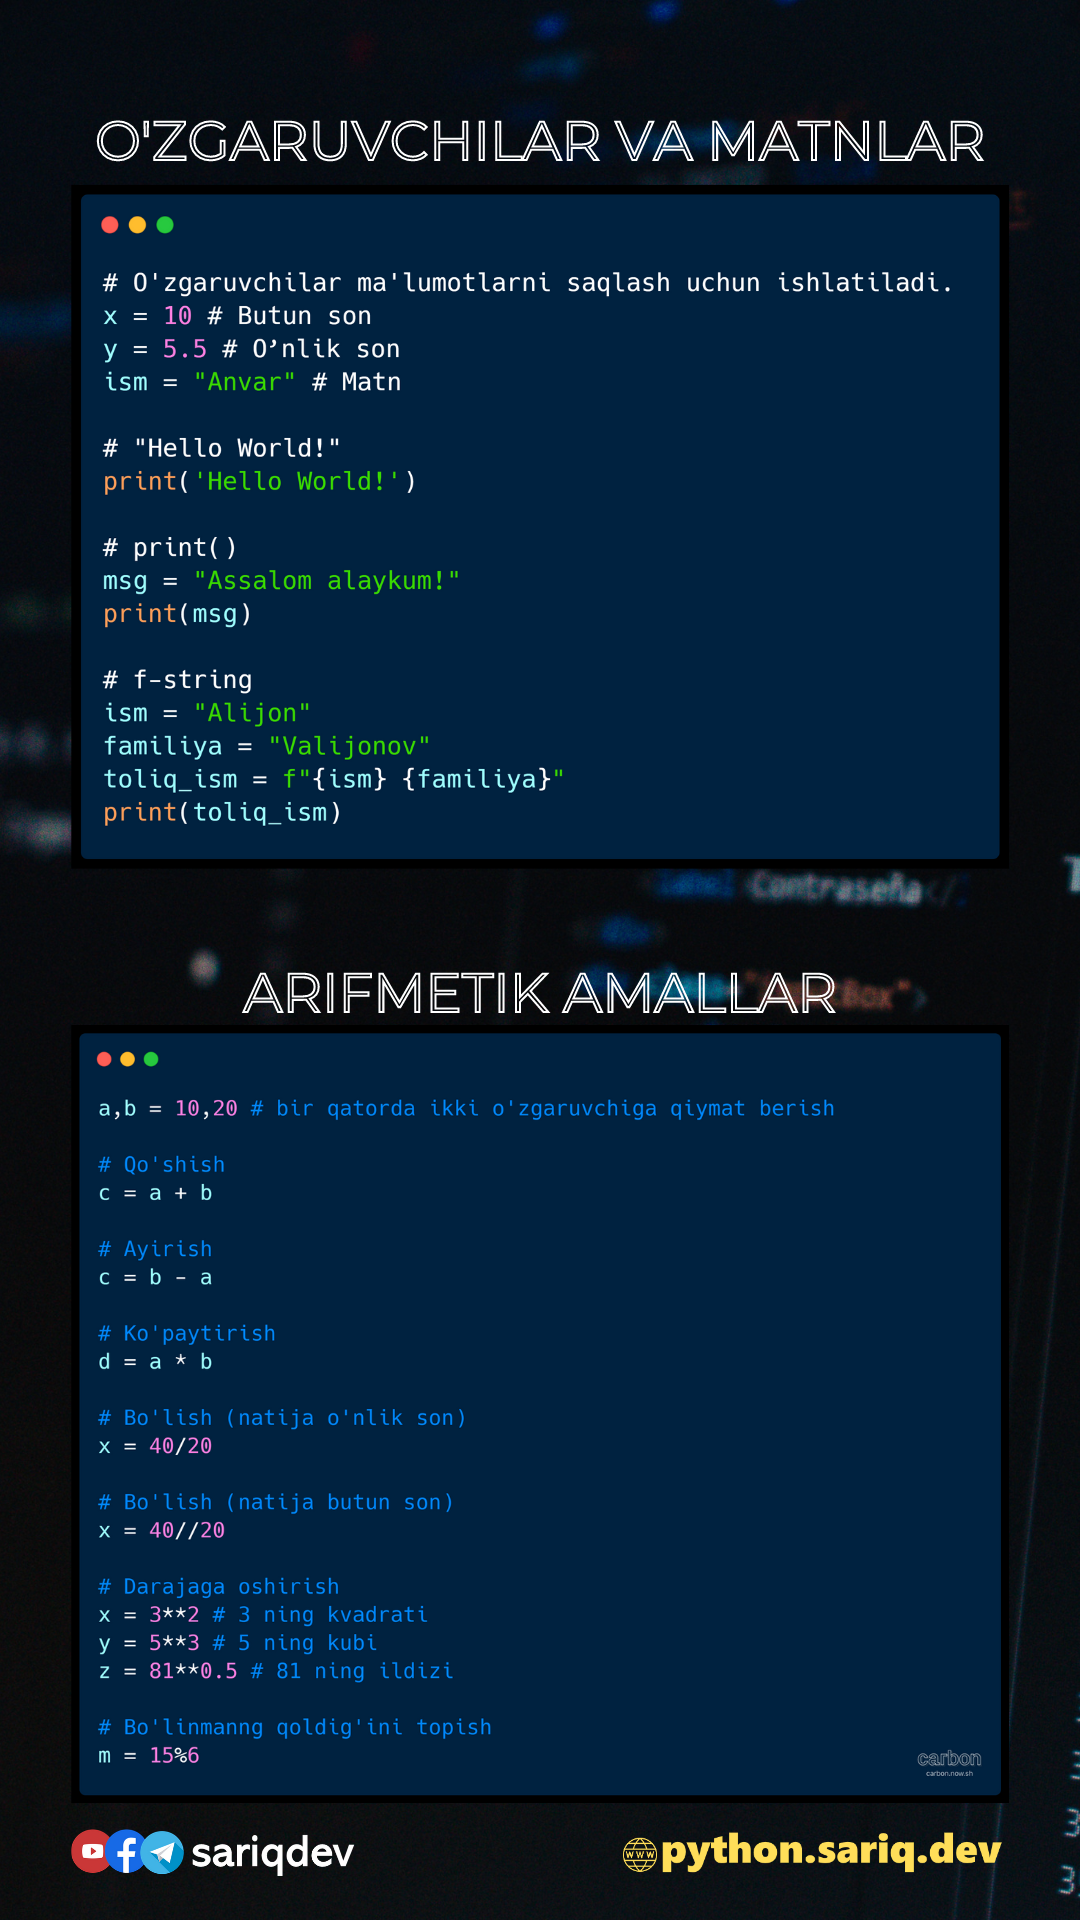 O'ZGARUVCHILAR VA MATNLAR
# O'zgaruvchilar ma'lumotlarni saqlash uchun ishlatiladi.
x = 10 # Butun son
y = 5.5 # O’nlik son
ism = "Anvar" # Matn
# "Hello World!"
print('Hello World!')
# print()
msg = "Assalom alaykum!"
print(msg)
# f-string
ism = "Alijon"
familiya = "Valijonov"
toliq_ism = f"{ism} {familiya}"
print(toliq_ism)
Contraseña</
ARIFMETIK AMALLAR
Box">
a,b = 10,20 # bir qatorda ikki o'zgaruvchiga qiymat berish
# Qo'shish
c = a + b
# Ayirish
c = b - a
# Ko'paytirish
d = a * b
# Bo'lish (natija o'nlik son)
x = 40/20
# Bo'lish (natija butun son)
x = 40//20
# Darajaga oshirish
x = 3**2 # 3 ning kvadrati
y = 5**3 # 5 ning kubi
z = 81**0.5 # 81 ning ildizi
# Bo'linmanng qoldig'ini topish
m = 15%6
carbon
carbon.now.sh
sariqdev
www python.sariq.dev